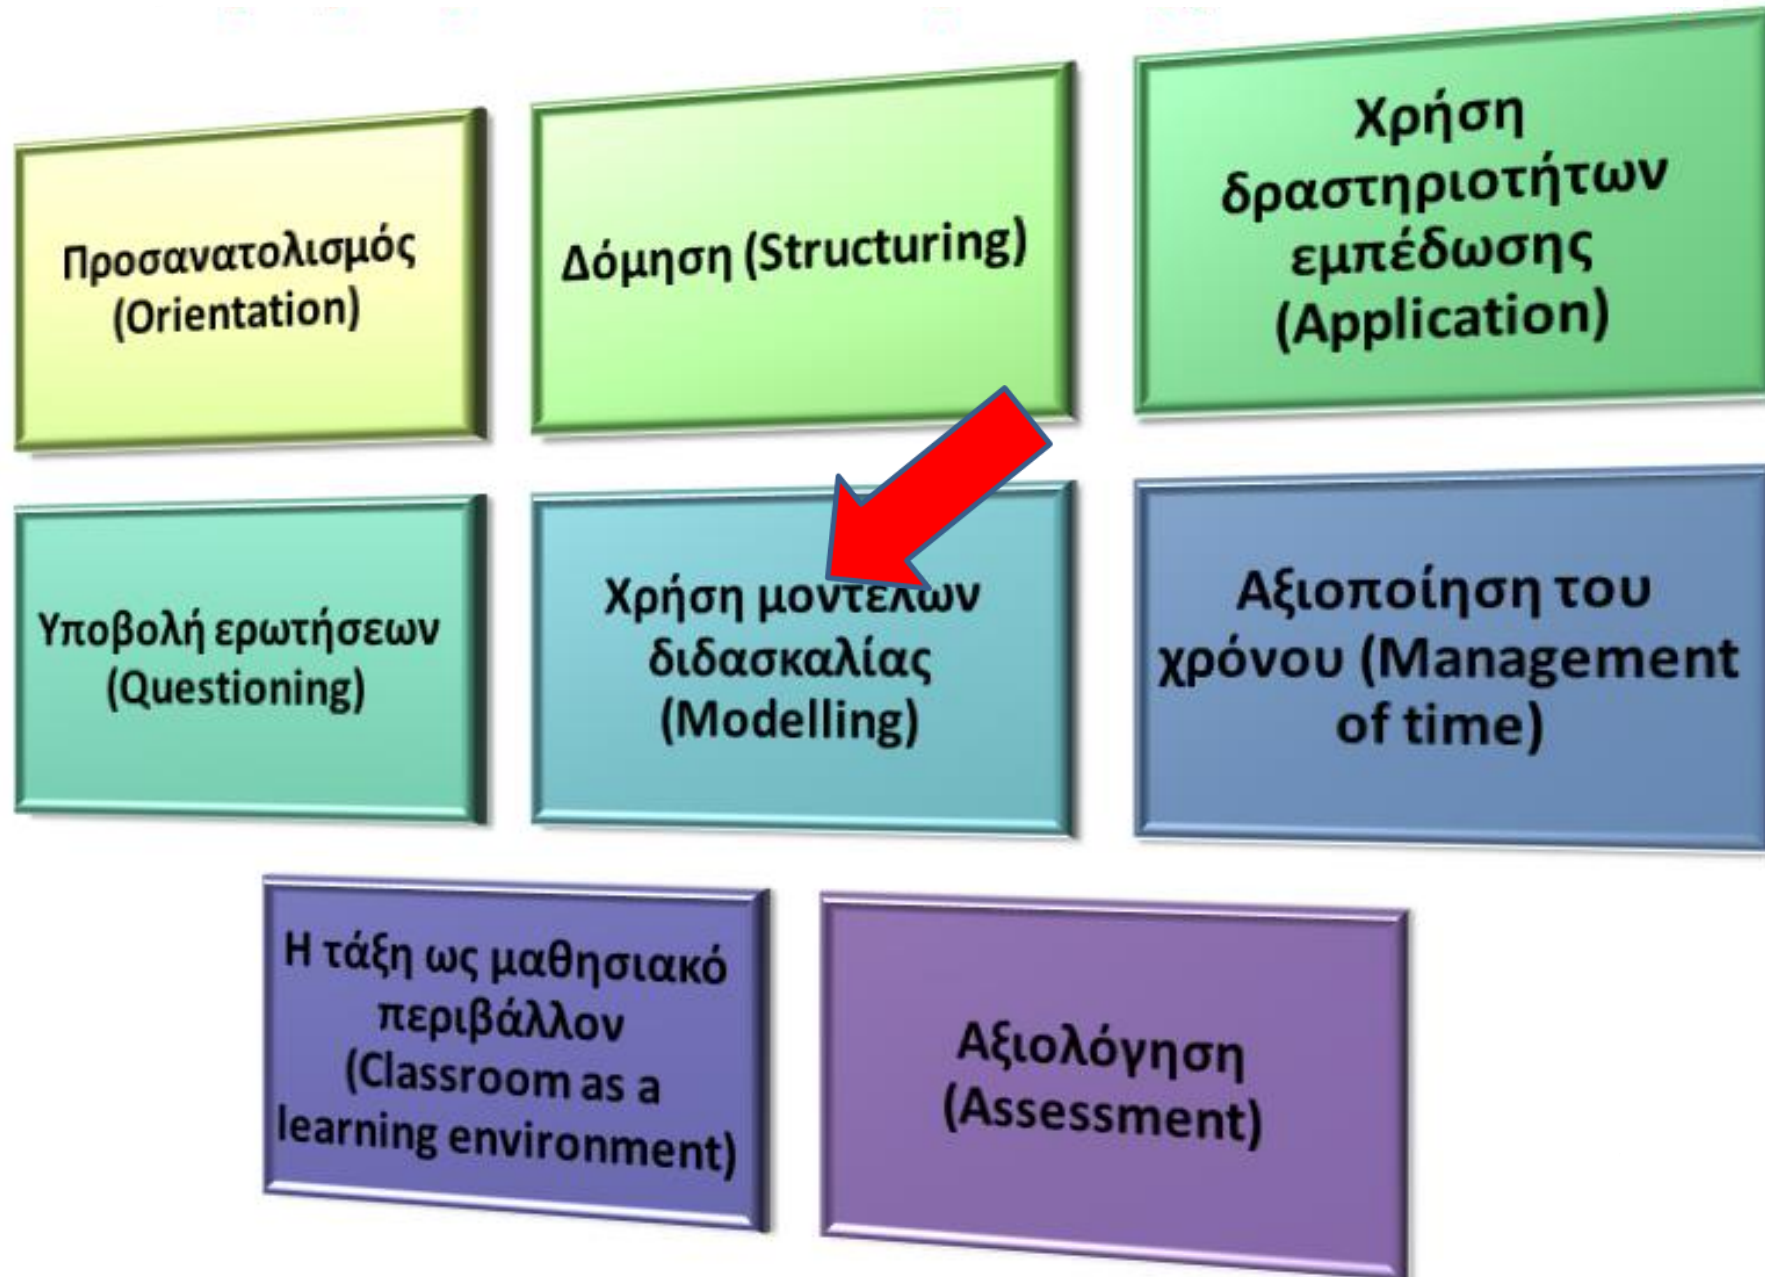 Προσανατολισμός
(Orientation)
Δόμηση (Structuring)
Χρήση
δραστηριοτήτων
εμπέδωσης
(Application)
Υποβολή ερωτήσεων
(Questioning)
Χρήση μοντέλων
διδασκαλίας
(Modelling)
Αξιοποίηση του
χρόνου (Management
of time)
Η τάξη ως μαθησιακό
περιβάλλον
(Classroom as a
learning environment)
Αξιολόγηση
(Assessment)